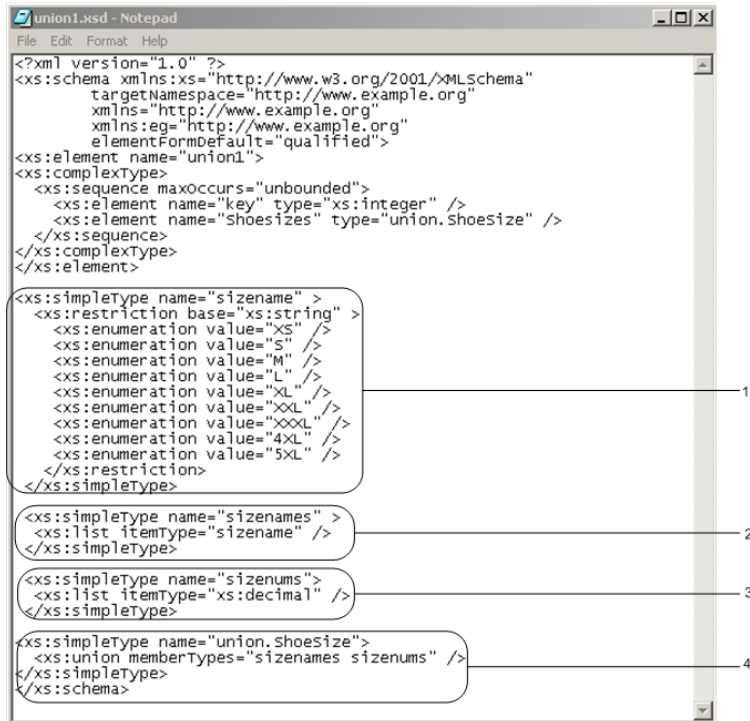 union1.xsd - Notepad
File Edit Format Help
<?xml version="1.0" ?>
<xs:schema xmlns:xs="http://www.w3.org/2001/XMLSchema"
targetNamespace="http://www.example.org"
xmlns="http://www.example.org"
xmlns:eg="http://www.example.org"
elementFormDefault="qualified">
<xs:element name="union1">
<xs:complexType>
<xs:sequence maxOccurs="unbounded">
<xs:element name="key" type="xs:integer" />
<xs:element name="Shoesizes" type="union.ShoeSize" />
</xs:sequence>
</xs:complexType>
</xs:element>
<xs:simpleType name="sizename" >
<xs:restriction base="xs:string" >
<xs:enumeration value="XS" />
<xs:enumeration value="S" />
<xs:enumeration value="M" />
<xs:enumeration value="L" />
<xs:enumeration value="XL" />
<xs:enumeration value="XXL" />
<xs:enumeration value="XXXL" />
<xs:enumeration value="4XL" />
<xs:enumeration value="5XL" />
</xs:restriction>
</xs:simpleType>
1
<xs:simpleType name="sizenames" >
<xs:list itemType="sizename" />
</xs:simpleType>
2
<xs:simpleType name="sizenums">
<xs:list itemType="xs:decimal" />
</xs:simpleType>
3
<xs:simpleType name="union.ShoeSize">
<xs:union memberTypes="sizenames sizenums" />
</xs:simpleType>
</xs:schema>
4